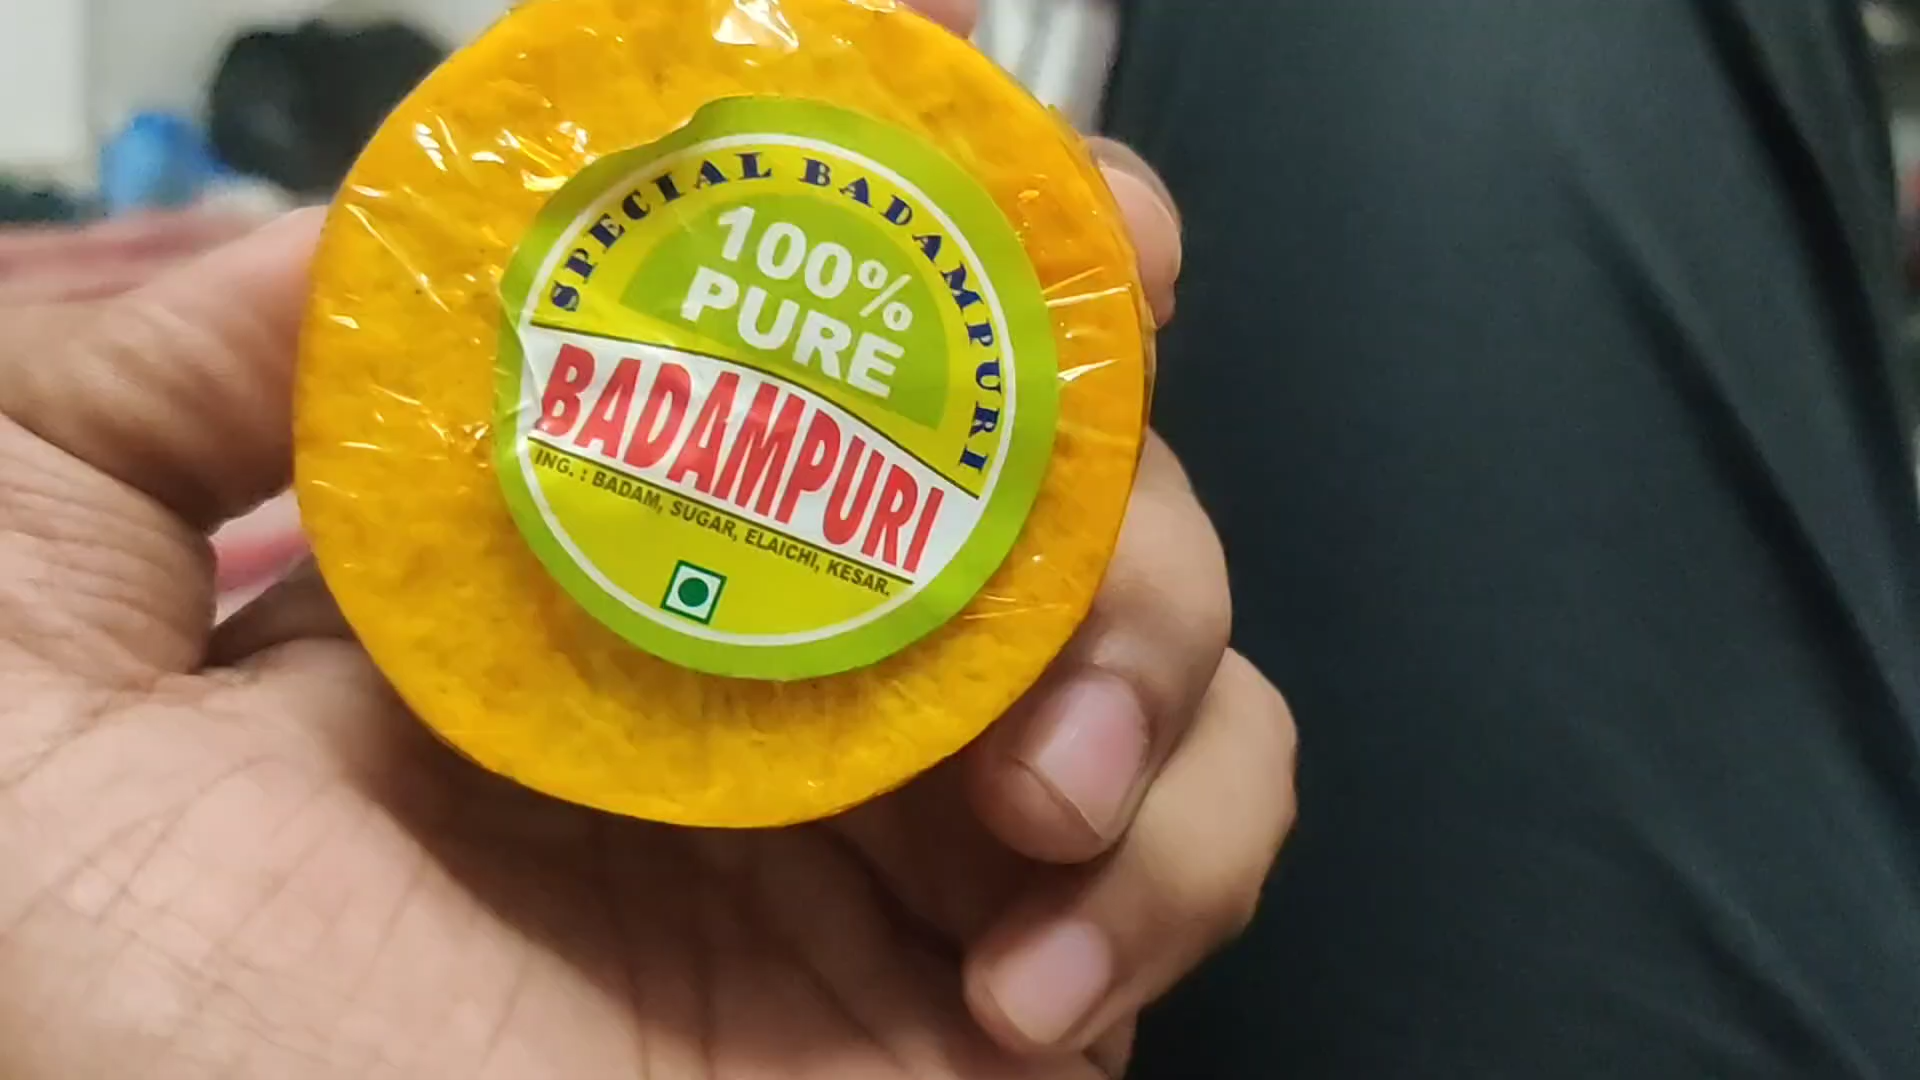 SPECIAL BADAMPURI
100%
PURE
BADAMPURI
ING. : BADAM, SUGAR, ELAICHI, KESAR.